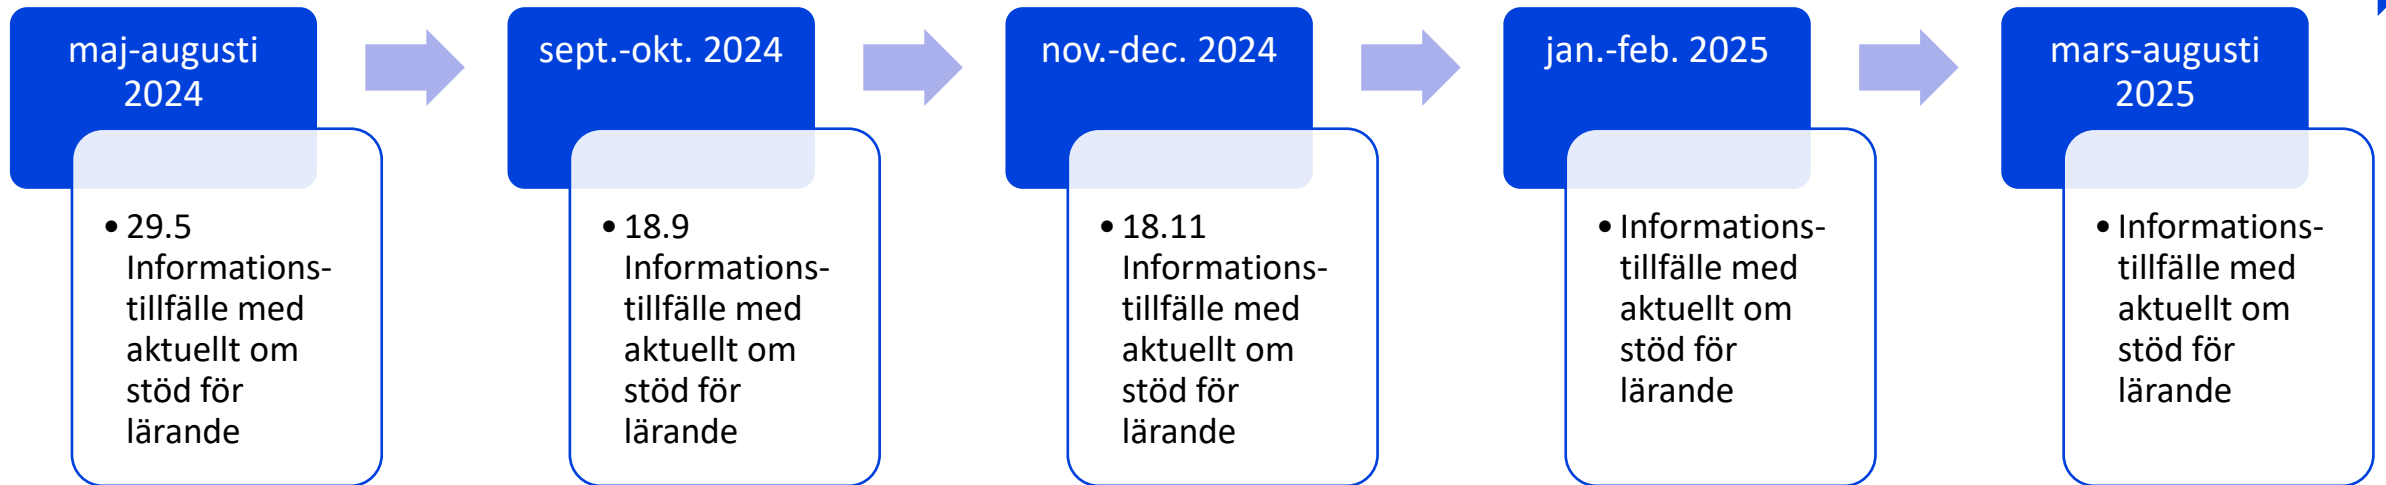 maj-augusti
2024
• 29.5
Informations-
tillfälle med
aktuellt om
stöd för
lärande
sept.-okt. 2024
• 18.9
Informations-
tillfälle med
aktuellt om
stöd för
lärande
nov.-dec. 2024
• 18.11
Informations-
tillfälle med
aktuellt om
stöd för
lärande
jan.-feb. 2025
• Informations-
tillfälle med
aktuellt om
stöd för
lärande
mars-augusti
2025
• Informations-
tillfälle med
aktuellt om
stöd för
lärande